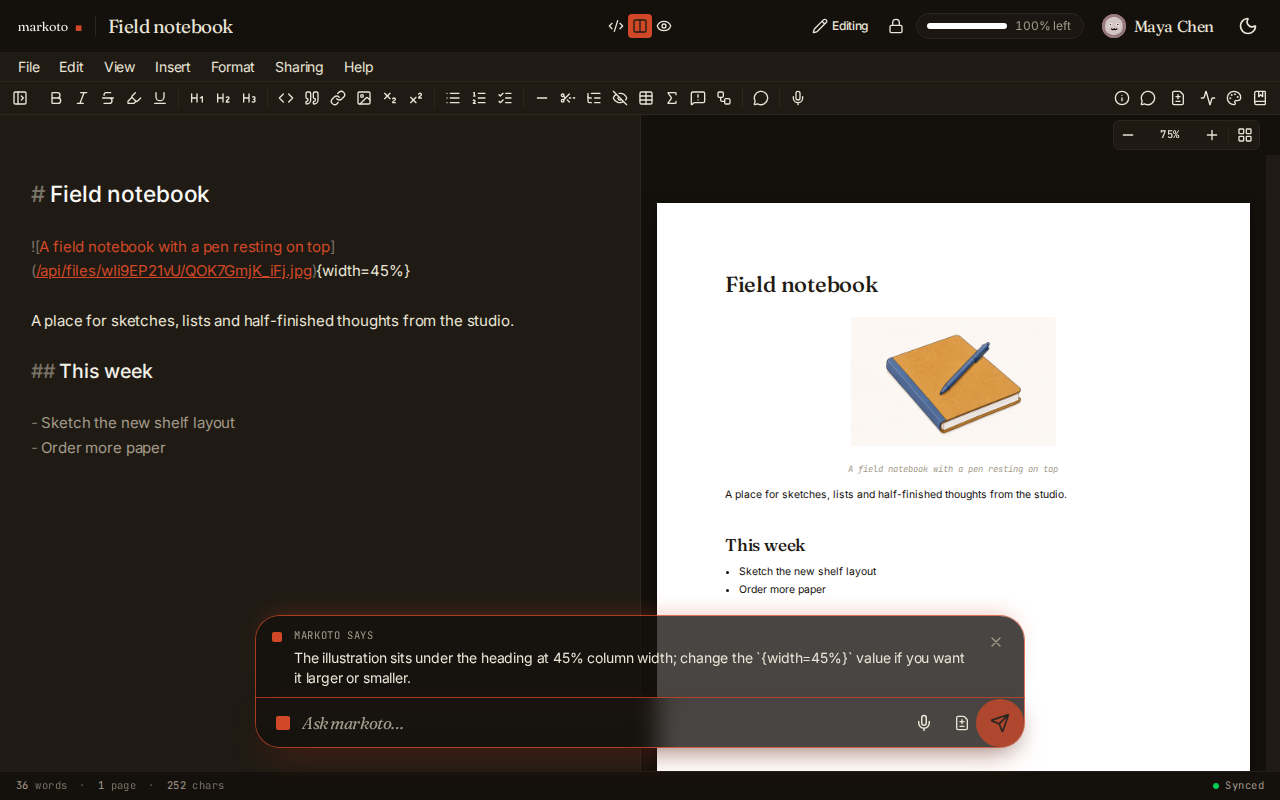 markoto
Field notebook
Editing
100% left
Maya Chen
File Edit View Insert Format Sharing Help
75%
# Field notebook
![A field notebook with a pen resting on top]
(/api/files/wli9EP21vU/QOK7GmjK_iFj.jpg){width=45%}
A place for sketches, lists and half-finished thoughts from the studio.
## This week
- Sketch the new shelf layout
- Order more paper
Field notebook
A field notebook with a pen resting on top
A place for sketches, lists and half-finished thoughts from the studio.
This week
• Sketch the new shelf layout
• Order more paper
MARKOTO SAYS
The illustration sits under the heading at 45% column width; change the `{width=45%}` value if you want
it larger or smaller.
Ask markoto...
36 words · 1 page · 252 chars
Synced